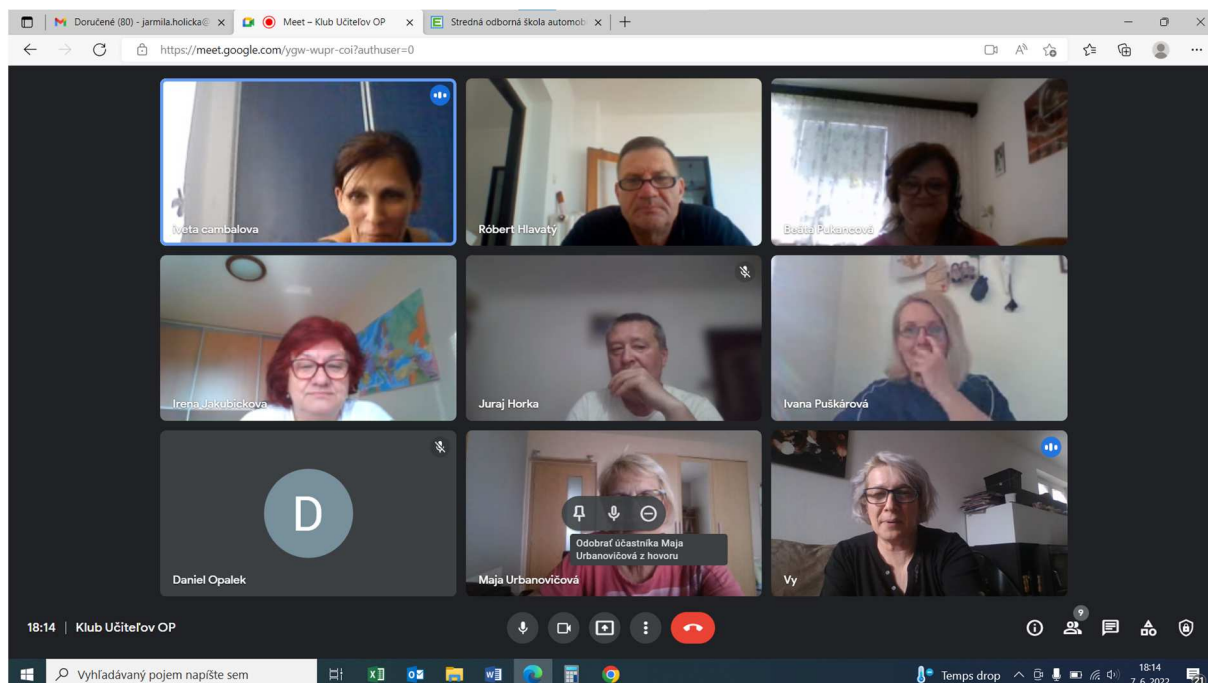 Doručené (80) - jarmila.holicka@
Meet – Klub Učiteľov OP
Stredná odborná škola automob
https://meet.google.com/ygw-wupr-coi?authuser=0
Iveta cambalova
Róbert Hlavatý
Beáta Pukancová
Irena Jakubíckova
Juraj Horka
Ivana Puškárová
D
Daniel Opalek
Odobrať účastníka Maja
Urbanovičová z hovoru
Maja Urbanovičová
Vy
18:14 | Klub Učiteľov OP
9
Vyhľadávaný pojem napíšte sem
Temps drop
18:14
7. 6. 2022
21